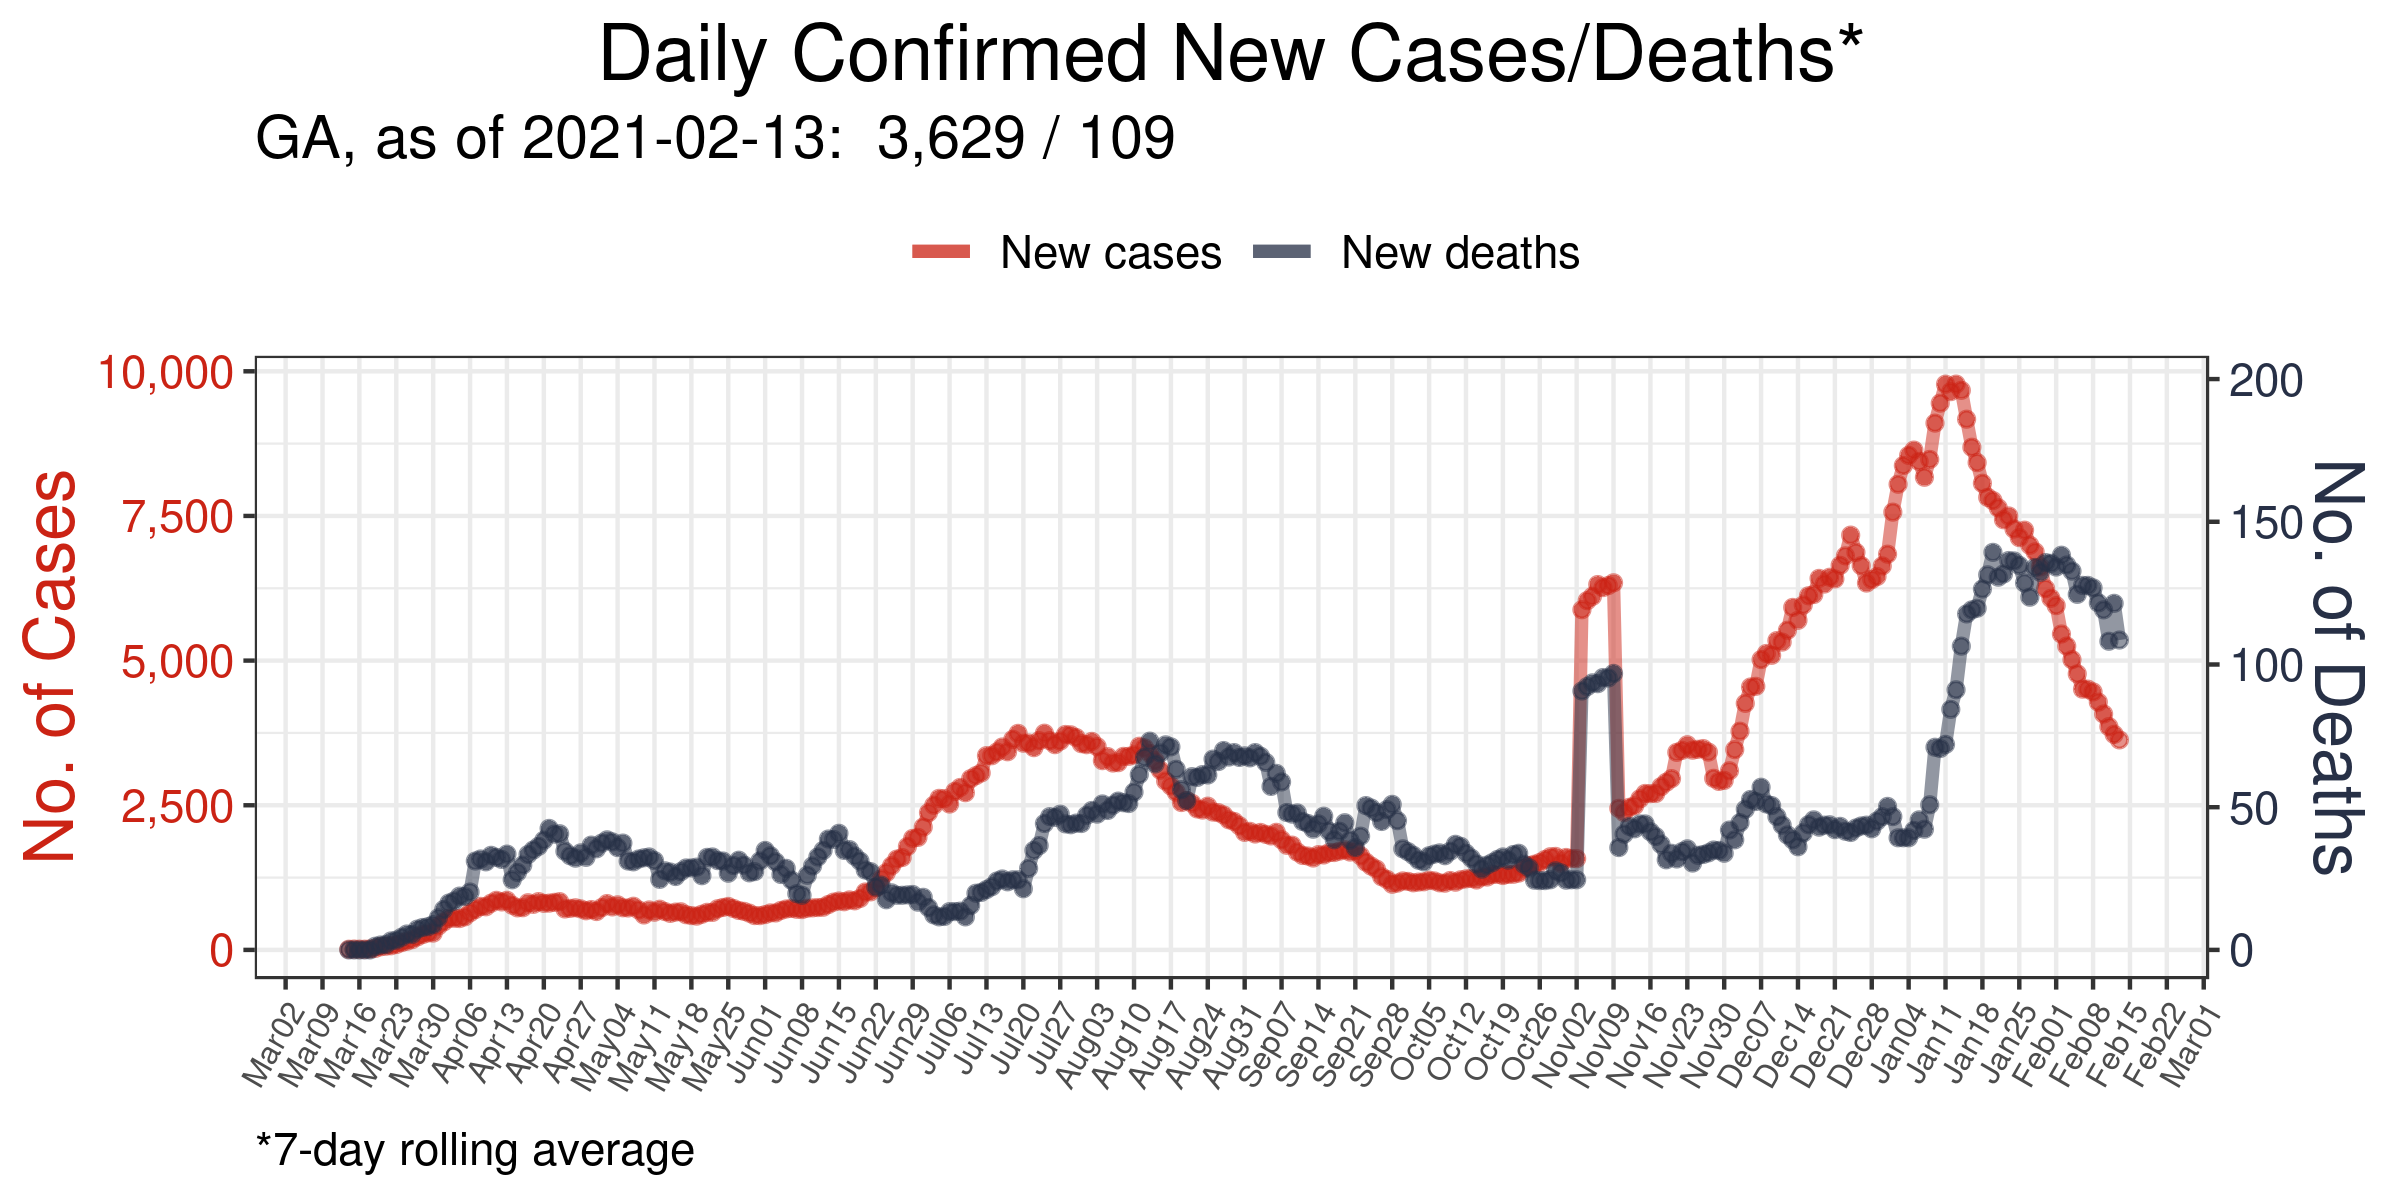 Daily Confirmed New Cases/Deaths*
GA, as of 2021-02-13:  3,629 / 109
New cases
New deaths
No. of Cases
10,000
7,500
5,000
2,500
0
200
150
100
50
0
No. of Deaths
Mar02
Mar09
Mar16
Mar23
Mar30
Apr06
Apr13
Apr20
Apr27
May04
May11
May18
May25
Jun01
Jun08
Jun15
Jun22
Jun29
Jul06
Jul13
Jul20
Jul27
Aug03
Aug10
Aug17
Aug24
Aug31
Sep07
Sep14
Sep21
Sep28
Oct05
Oct12
Oct19
Oct26
Nov02
Nov09
Nov16
Nov23
Nov30
Dec07
Dec14
Dec21
Dec28
Jan04
Jan11
Jan18
Jan25
Feb01
Feb08
Feb15
Feb22
Mar01
*7-day rolling average